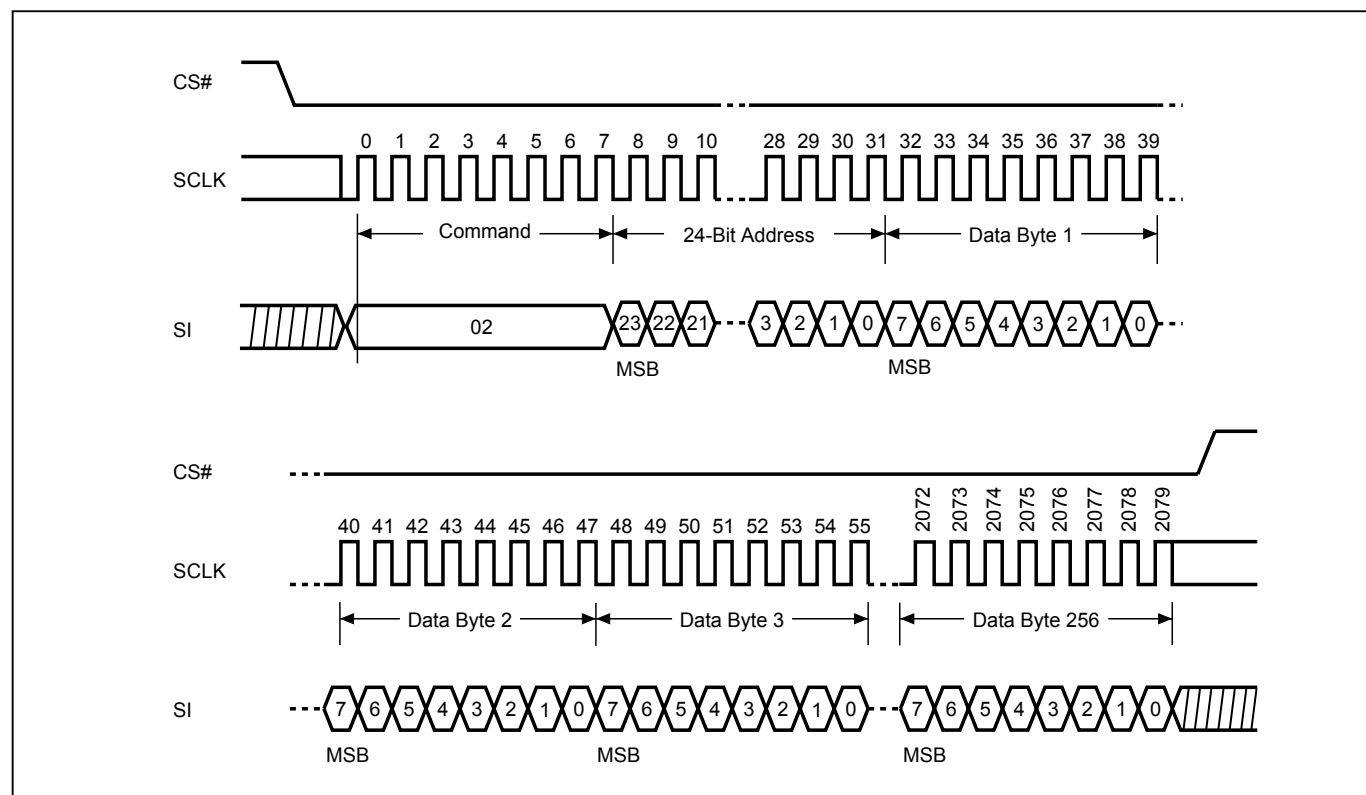 CS#
0 1 2 3 4 5 6 7 8 9 10 28 29 30 31 32 33 34 35 36 37 38 39
SCLK
Command 24-Bit Address Data Byte 1
SI 02 23 22 21 3 2 1 0 7 6 5 4 3 2 1 0
MSB MSB
CS#
2072 2073 2074 2075 2076 2077 2078 2079
40 41 42 43 44 45 46 47 48 49 50 51 52 53 54 55
SCLK
Data Byte 2 Data Byte 3 Data Byte 256
SI 7 6 5 4 3 2 1 0 7 6 5 4 3 2 1 0 7 6 5 4 3 2 1 0
MSB MSB MSB